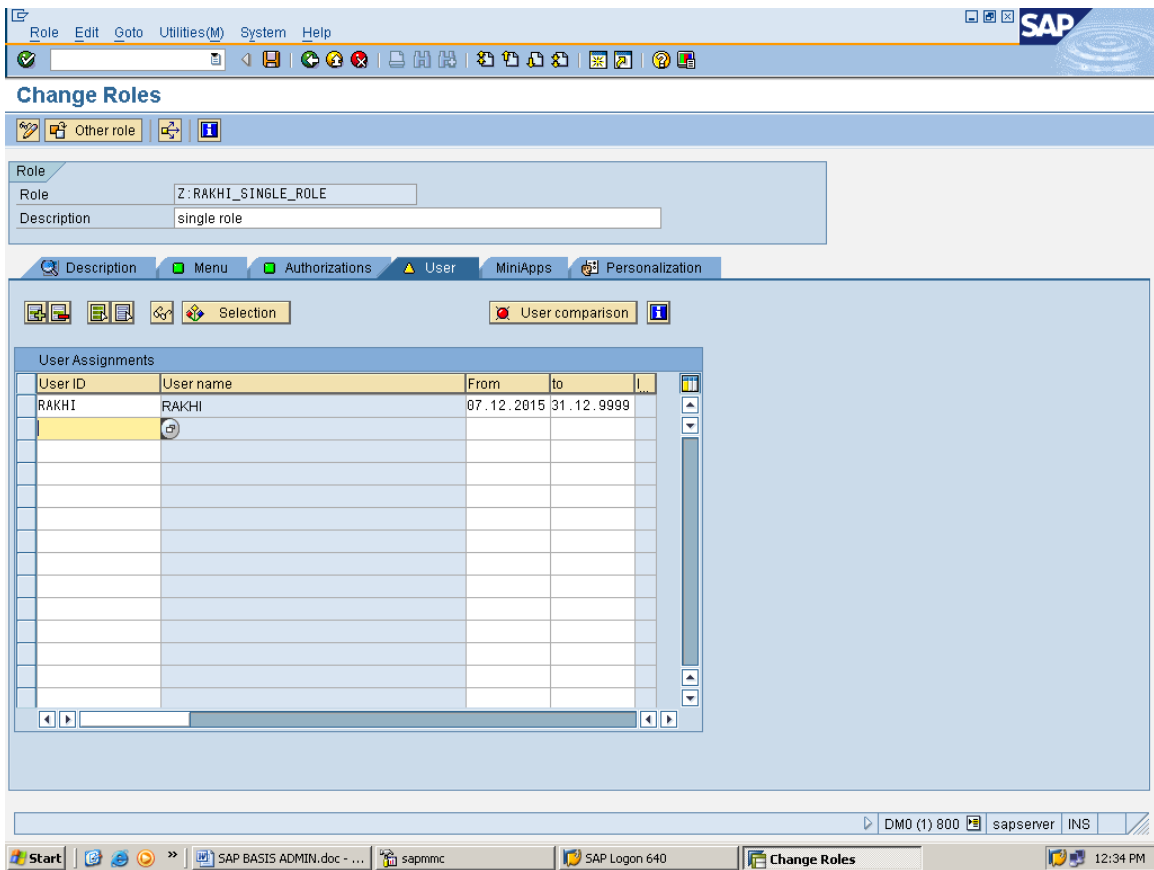 Role Edit Goto Utilities(M) System Help
SAP
Change Roles
Other role
Role
Role Z:RAKHI_SINGLE_ROLE
Description single role
Description Menu Authorizations User MiniApps Personalization
Selection User comparison
User Assignments
User ID User name From to I...
RAKHI RAKHI 07.12.2015 31.12.9999
DM0 (1) 800 sapserver INS
Start » SAP BASIS ADMIN.doc - ... sapmmc SAP Logon 640 Change Roles 12:34 PM